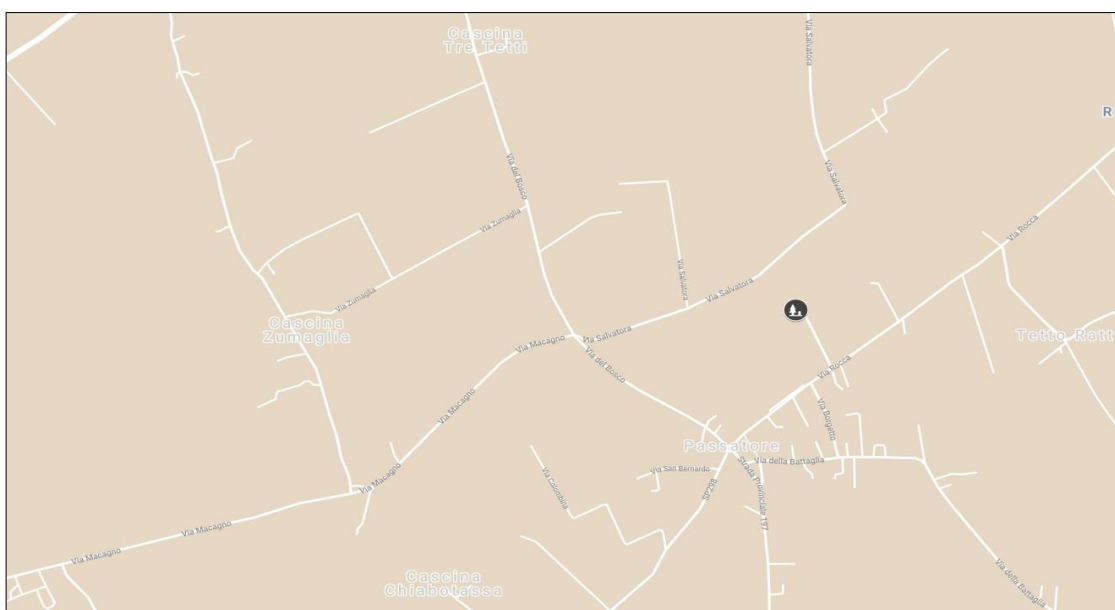 Cascina
Tre Tetti
Via Salvatora
R
Via del Bosco
Via Salvatora
Via Zumaglia
Via Rocca
Via Salvatora
Via Salvatora
Via Zumaglia
Cascina
Zumaglia
Via Macagno
Via Salvatora
Tetto Ratt
Via del Bosco
Via Rocca
Via Macagno
Via Borgetto
Passatore
Via della Battaglia
Via San Bernardo
Strada Provinciale 197
Via Macagno
Via Colombina
SP298
Via Macagno
Via Macagno
Cascina
Chiabotassa
Via della Battaglia